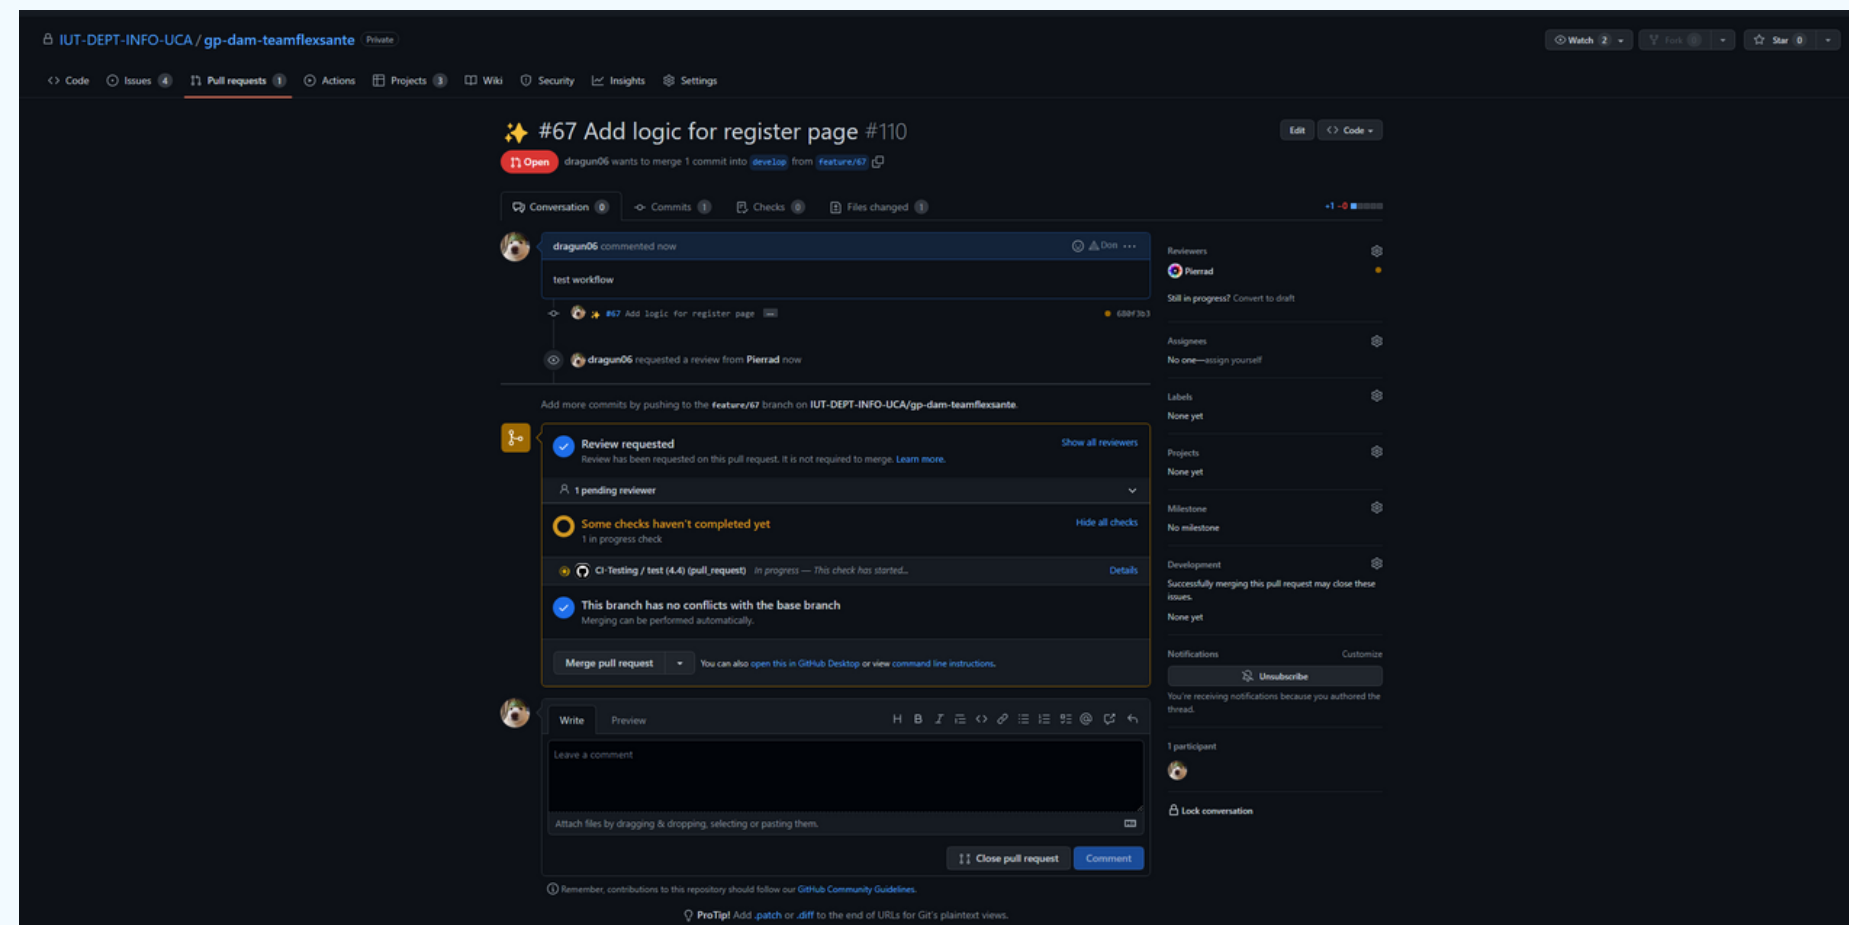 IUT-DEPT-INFO-UCA / gp-dam-teamflexsante Private
Watch 2 Fork 0 Star 0
Code Issues 4 Pull requests 1 Actions Projects 3 Wiki Security Insights Settings
✨ #67 Add logic for register page #110
Edit <> Code
Open dragun06 wants to merge 1 commit into develop from feature/67
Conversation 0 Commits 1 Checks 0 Files changed 1
+1 −0
dragun06 commented now
Don ...
test workflow
✨ #67 Add logic for register page ...
dragun06 requested a review from Pierrad now
Add more commits by pushing to the feature/67 branch on IUT-DEPT-INFO-UCA/gp-dam-teamflexsante.
Review requested
Show all reviewers
Review has been requested on this pull request. It is not required to merge. Learn more.
1 pending reviewer
Some checks haven't completed yet
Hide all checks
1 in progress check
CI-Testing / test (4.4) (pull_request) In progress — This check has started...
Details
This branch has no conflicts with the base branch
Merging can be performed automatically.
Merge pull request
You can also open this in GitHub Desktop or view command line instructions.
Write Preview
H B I
Leave a comment
Attach files by dragging & dropping, selecting or pasting them.
Close pull request Comment
Remember, contributions to this repository should follow our GitHub Community Guidelines.
ProTip! Add .patch or .diff to the end of URLs for Git's plaintext views.
Reviewers
Pierrad
Still in progress? Convert to draft
Assignees
No one—assign yourself
Labels
None yet
Projects
None yet
Milestone
No milestone
Development
Successfully merging this pull request may close these
issues.
None yet
Notifications Customize
Unsubscribe
You're receiving notifications because you authored the
thread.
1 participant
Lock conversation